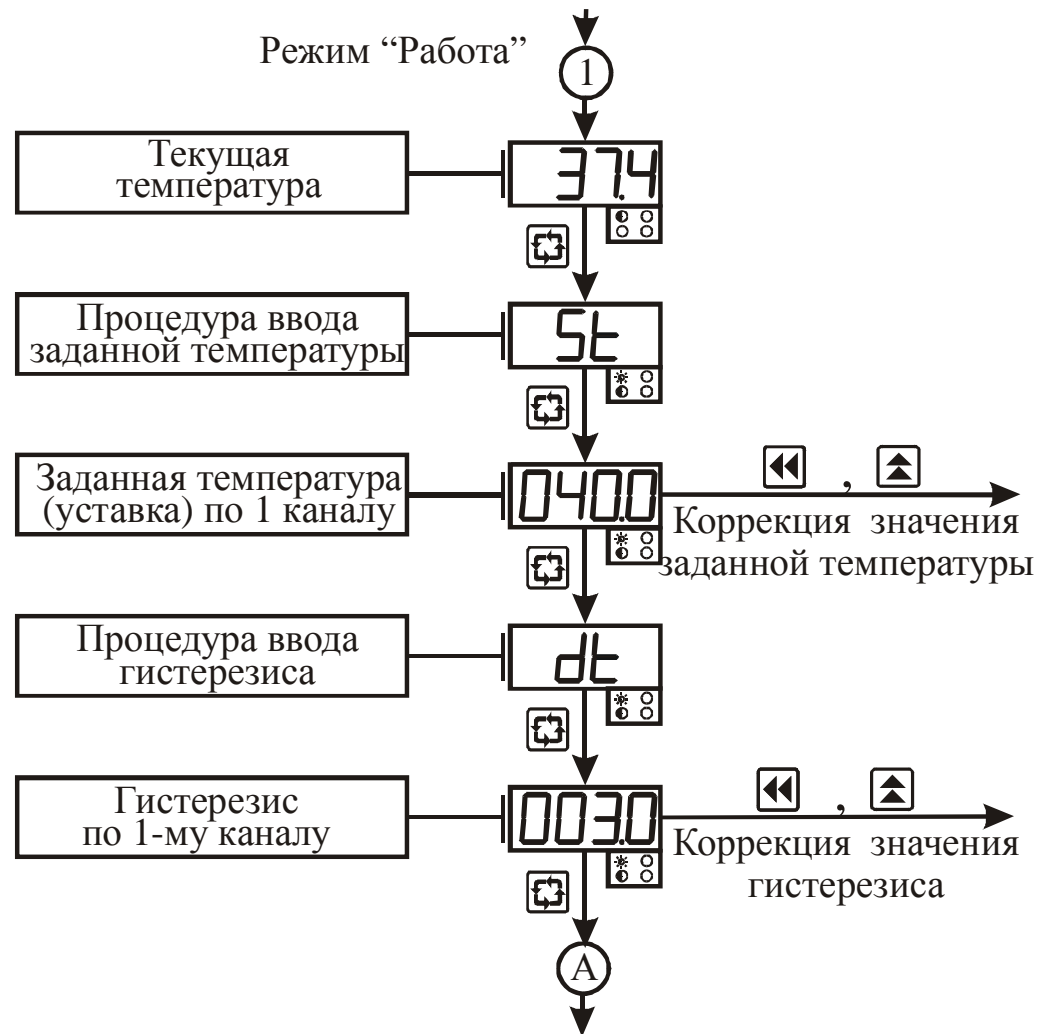 Режим “Работа”
1
Текущая
температура
37.4
Процедура ввода
заданной температуры
St
Заданная температура
(уставка) по 1 каналу
040.0
,
Коррекция значения
заданной температуры
Процедура ввода
гистерезиса
dt
Гистерезис
по 1-му каналу
003.0
,
Коррекция значения
гистерезиса
A